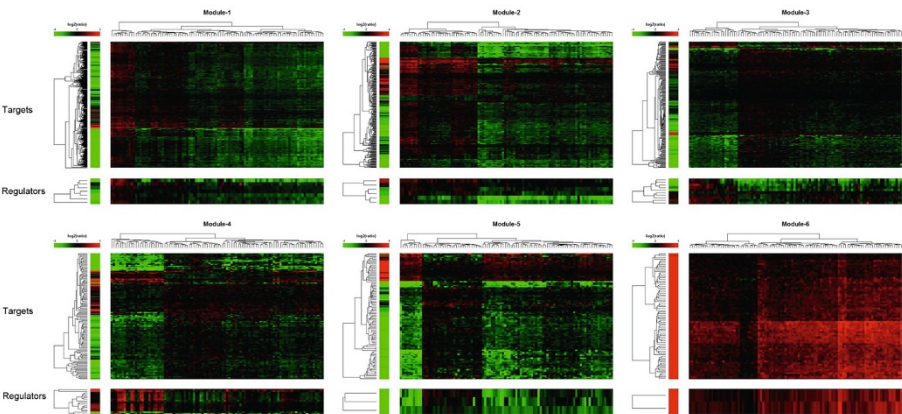 Module-1
Module-2
Module-3
log2(ratio)
log2(ratio)
log2(ratio)
Targets
Regulators
Module-4
Module-5
Module-6
log2(ratio)
log2(ratio)
log2(ratio)
Targets
Regulators